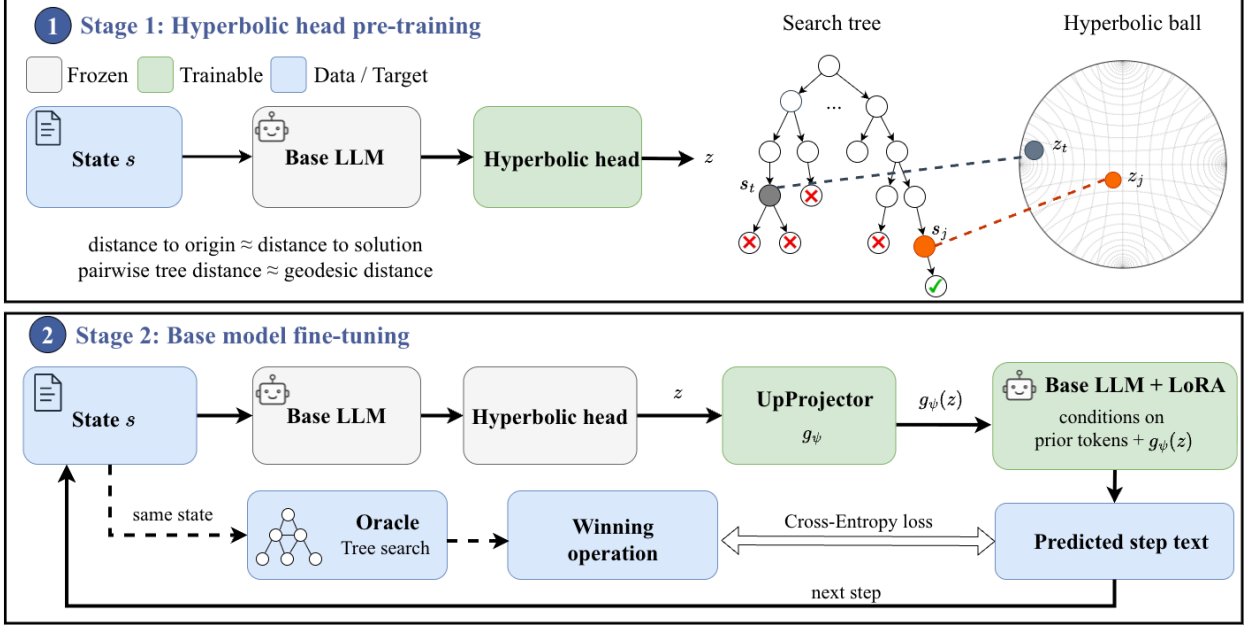 1 Stage 1: Hyperbolic head pre-training
Frozen
Trainable
Data / Target
State s
Base LLM
Hyperbolic head
z
distance to origin ≈ distance to solution
pairwise tree distance ≈ geodesic distance
Search tree
...
s_t
s_j
Hyperbolic ball
z_t
z_j
2 Stage 2: Base model fine-tuning
State s
Base LLM
Hyperbolic head
z
UpProjector
g_ψ
g_ψ(z)
Base LLM + LoRA
conditions on
prior tokens + g_ψ(z)
same state
Oracle
Tree search
Winning
operation
Cross-Entropy loss
Predicted step text
next step